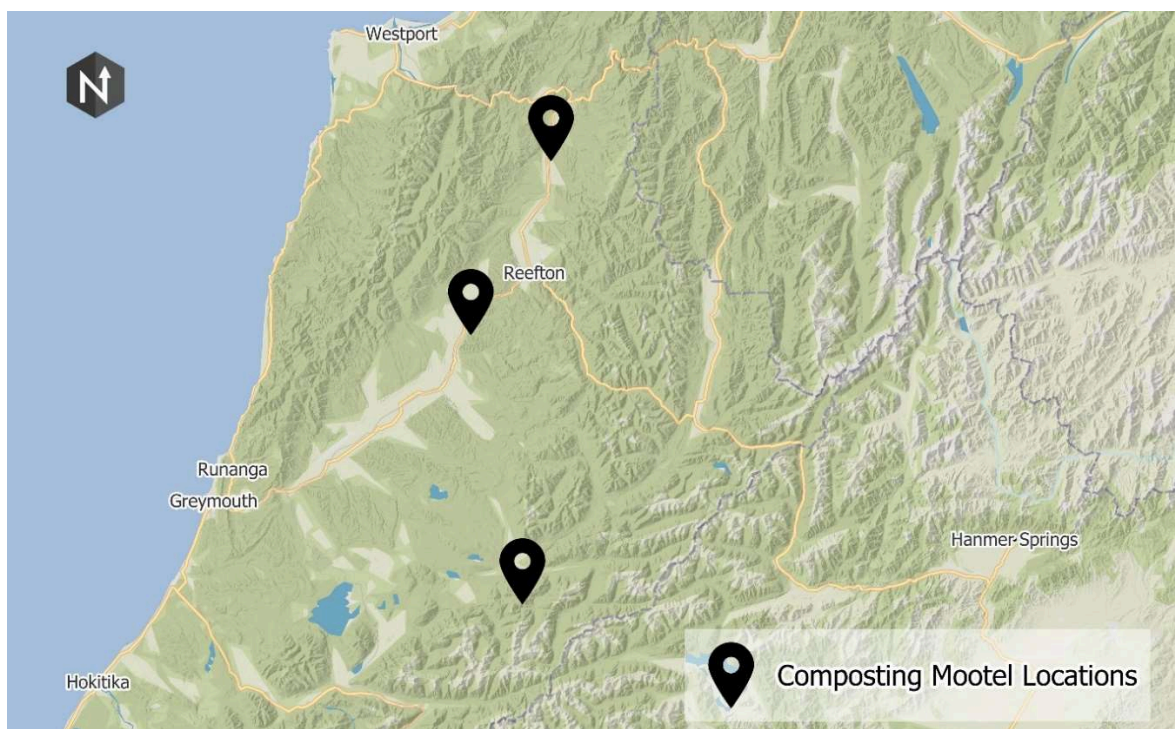 Westport
N
Reefton
Runanga
Greymouth
Hanmer Springs
Hokitika
Composting Mootel Locations